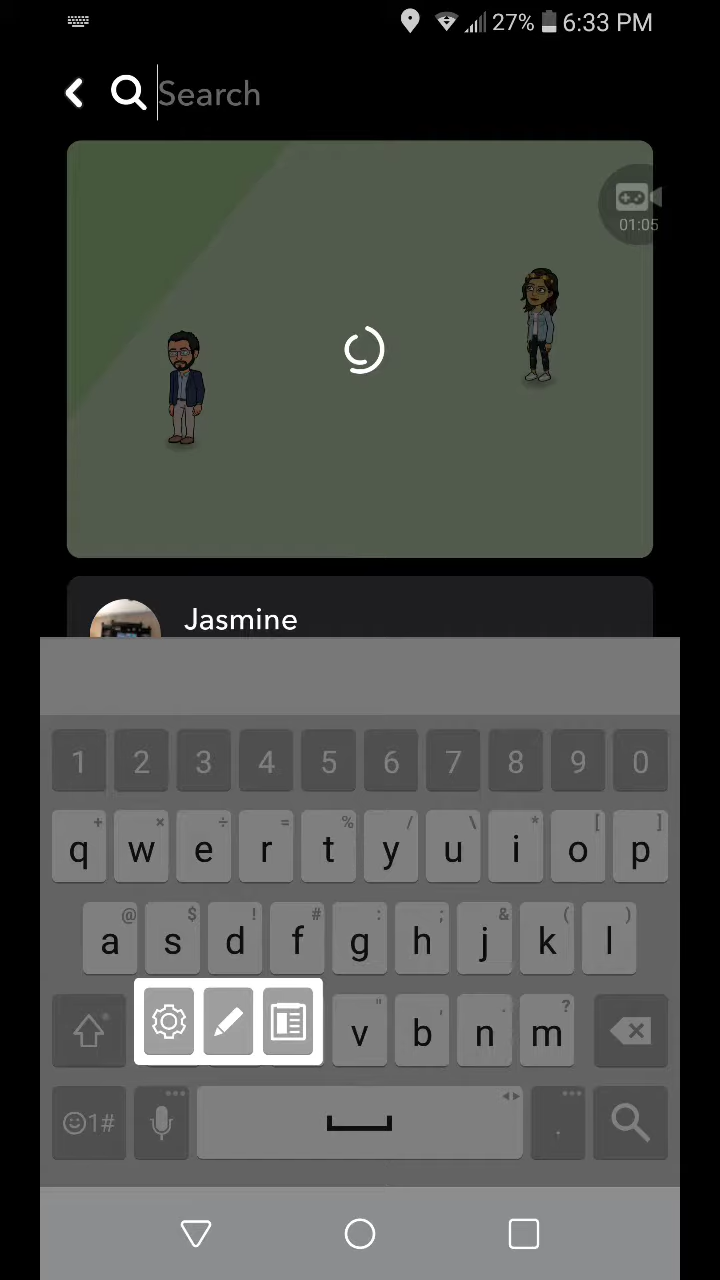 27% 6:33 PM
Search
01:05
Jasmine
1 2 3 4 5 6 7 8 9 0
+ × ÷ = % / \ * [ ]
q w e r t y u i o p
@ $ ! # : ; & ( )
a s d f g h j k l
" ' , ?
v b n m
1# .